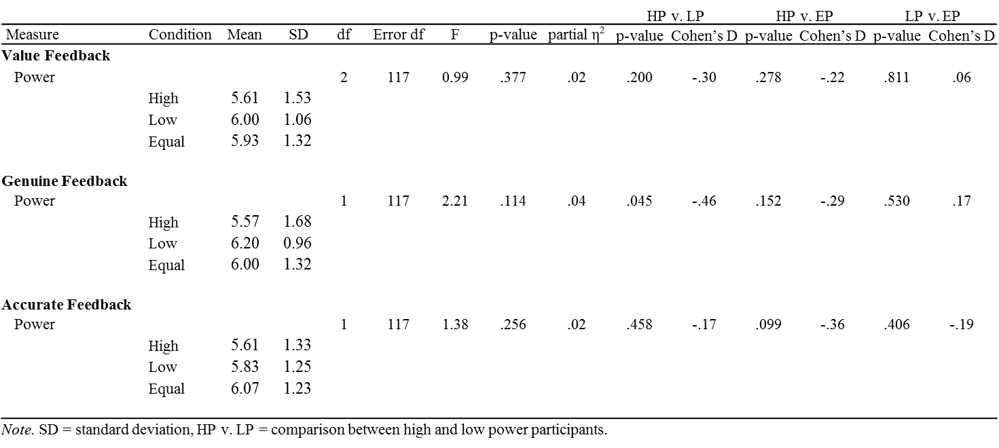 HP v. LP HP v. EP LP v. EP
Measure Condition Mean SD df Error df F p-value partial η² p-value Cohen's D p-value Cohen's D p-value Cohen's D
Value Feedback
Power 2 117 0.99 .377 .02 .200 -.30 .278 -.22 .811 .06
High 5.61 1.53
Low 6.00 1.06
Equal 5.93 1.32
Genuine Feedback
Power 1 117 2.21 .114 .04 .045 -.46 .152 -.29 .530 .17
High 5.57 1.68
Low 6.20 0.96
Equal 6.00 1.32
Accurate Feedback
Power 1 117 1.38 .256 .02 .458 -.17 .099 -.36 .406 -.19
High 5.61 1.33
Low 5.83 1.25
Equal 6.07 1.23
Note. SD = standard deviation, HP v. LP = comparison between high and low power participants.